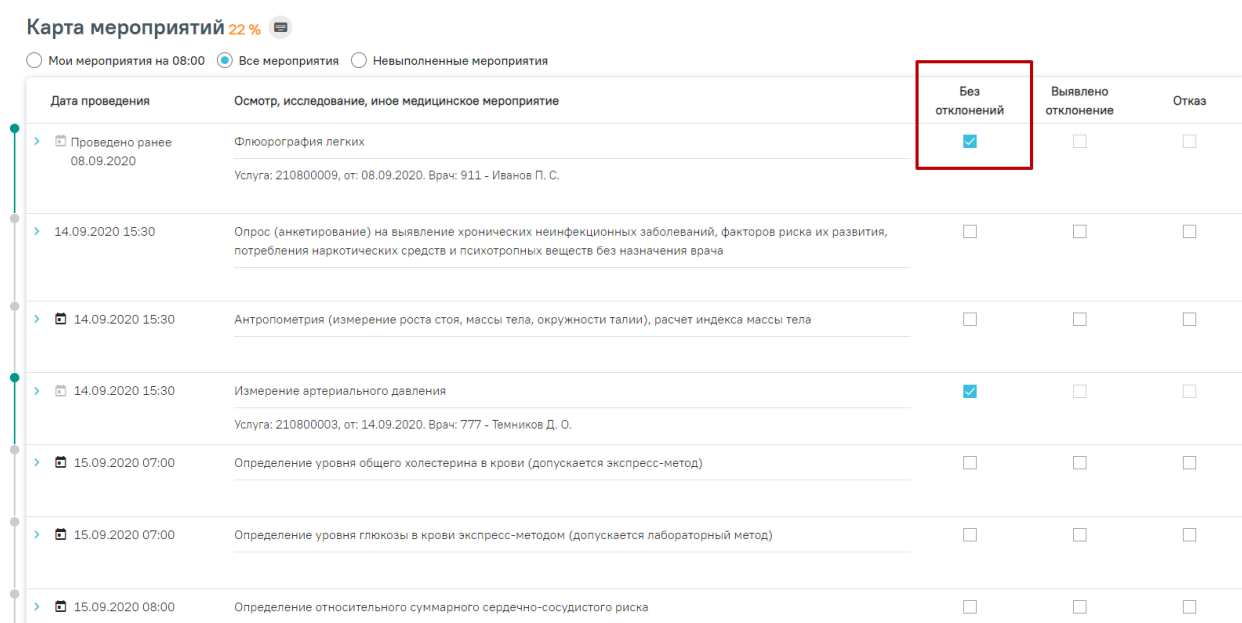 Карта мероприятий 22 %
Мои мероприятия на 08:00 Все мероприятия Невыполненные мероприятия
Дата проведения Осмотр, исследование, иное медицинское мероприятие Без отклонений Выявлено отклонение Отказ
Проведено ранее 08.09.2020 Флюорография легких
Услуга: 210800009, от: 08.09.2020. Врач: 911 - Иванов П. С.
14.09.2020 15:30 Опрос (анкетирование) на выявление хронических неинфекционных заболеваний, факторов риска их развития,
потребления наркотических средств и психотропных веществ без назначения врача
14.09.2020 15:30 Антропометрия (измерение роста стоя, массы тела, окружности талии), расчет индекса массы тела
14.09.2020 15:30 Измерение артериального давления
Услуга: 210800003, от: 14.09.2020. Врач: 777 - Темников Д. О.
15.09.2020 07:00 Определение уровня общего холестерина в крови (допускается экспресс-метод)
15.09.2020 07:00 Определение уровня глюкозы в крови экспресс-методом (допускается лабораторный метод)
15.09.2020 08:00 Определение относительного суммарного сердечно-сосудистого риска